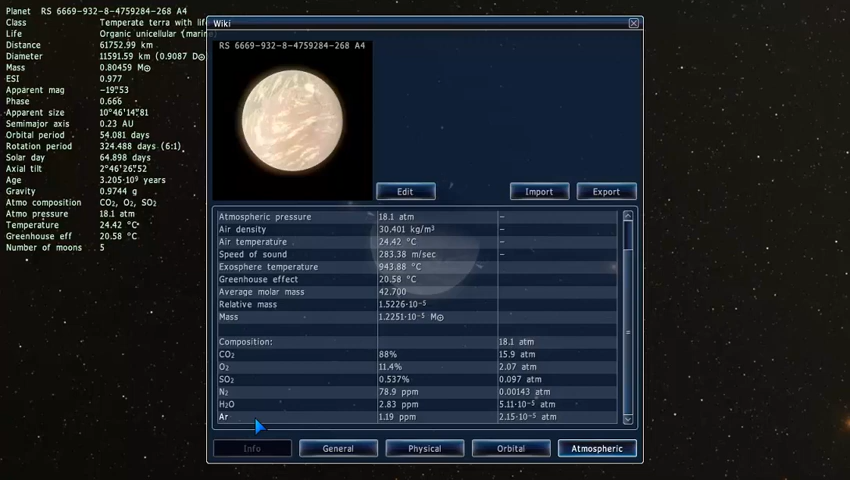 Planet RS 6669-932-8-4759284-268 A4
Class Temperate terra with lif
Life Organic unicellular (marine
Distance 61752.99 km
Diameter 11591.59 km (0.9087 D⊕
Mass 0.80459 M⊙
ESI 0.977
Apparent mag -19.53
Phase 0.666
Apparent size 10°46'14."81
Semimajor axis 0.23 AU
Orbital period 54.081 days
Rotation period 324.488 days (6:1)
Solar day 64.898 days
Axial tilt 2°46'26."52
Age 3.205·10⁹ years
Gravity 0.9744 g
Atmo composition CO₂, O₂, SO₂
Atmo pressure 18.1 atm
Temperature 24.42 °C
Greenhouse eff 20.58 °C
Number of moons 5
Wiki
RS 6669-932-8-4759284-268 A4
Edit Import Export
Atmospheric pressure 18.1 atm –
Air density 30.401 kg/m³ –
Air temperature 24.42 °C –
Speed of sound 283.38 m/sec –
Exosphere temperature 943.88 °C
Greenhouse effect 20.58 °C
Average molar mass 42.700
Relative mass 1.5226·10⁻⁵
Mass 1.2251·10⁻⁵ M⊙
Composition: 18.1 atm
CO₂ 88% 15.9 atm
O₂ 11.4% 2.07 atm
SO₂ 0.537% 0.097 atm
N₂ 78.9 ppm 0.00143 atm
H₂O 2.83 ppm 5.11·10⁻⁵ atm
Ar 1.19 ppm 2.15·10⁻⁵ atm
Info General Physical Orbital Atmospheric